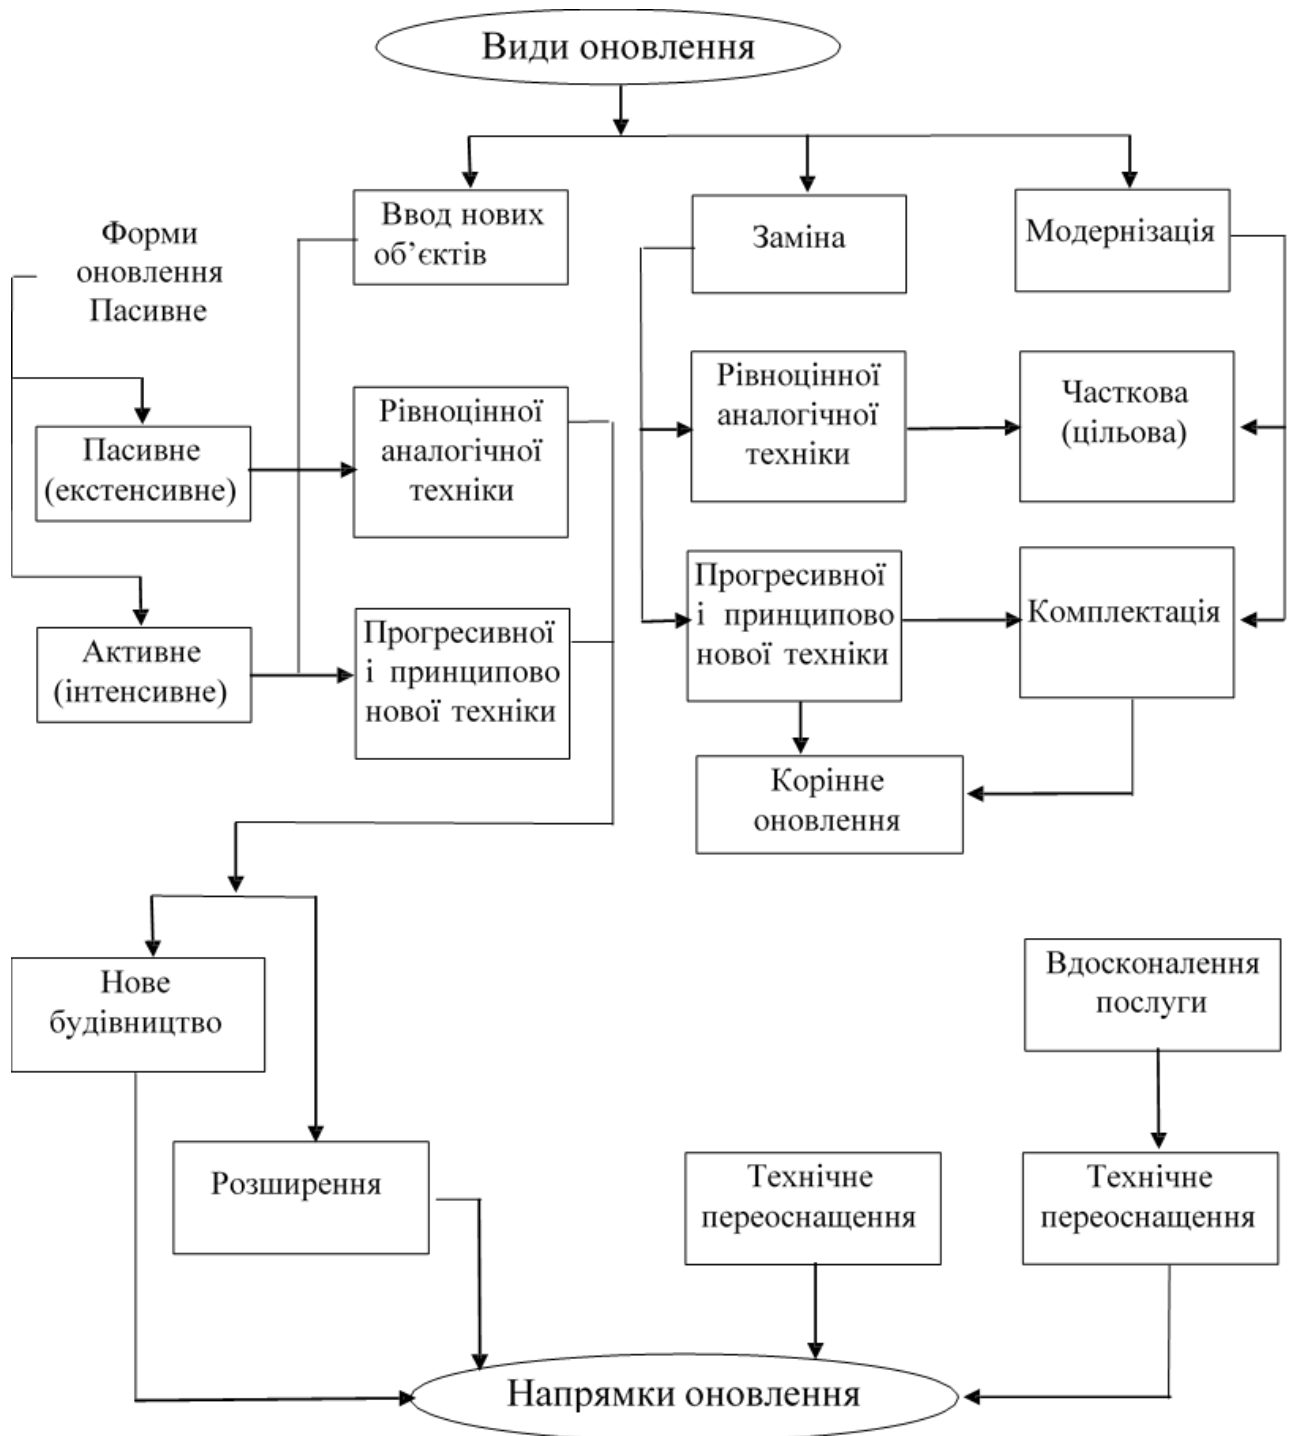 Види оновлення
Ввод нових
об’єктів
Заміна
Модернізація
Форми
оновлення
Пасивне
Пасивне
(екстенсивне)
Рівноцінної
аналогічної
техніки
Рівноцінної
аналогічної
техніки
Часткова
(цільова)
Активне
(інтенсивне)
Прогресивної
і принципово
нової техніки
Прогресивної
і принципово
нової техніки
Комплектація
Корінне
оновлення
Нове
будівництво
Вдосконалення
послуги
Розширення
Технічне
переоснащення
Технічне
переоснащення
Напрямки оновлення